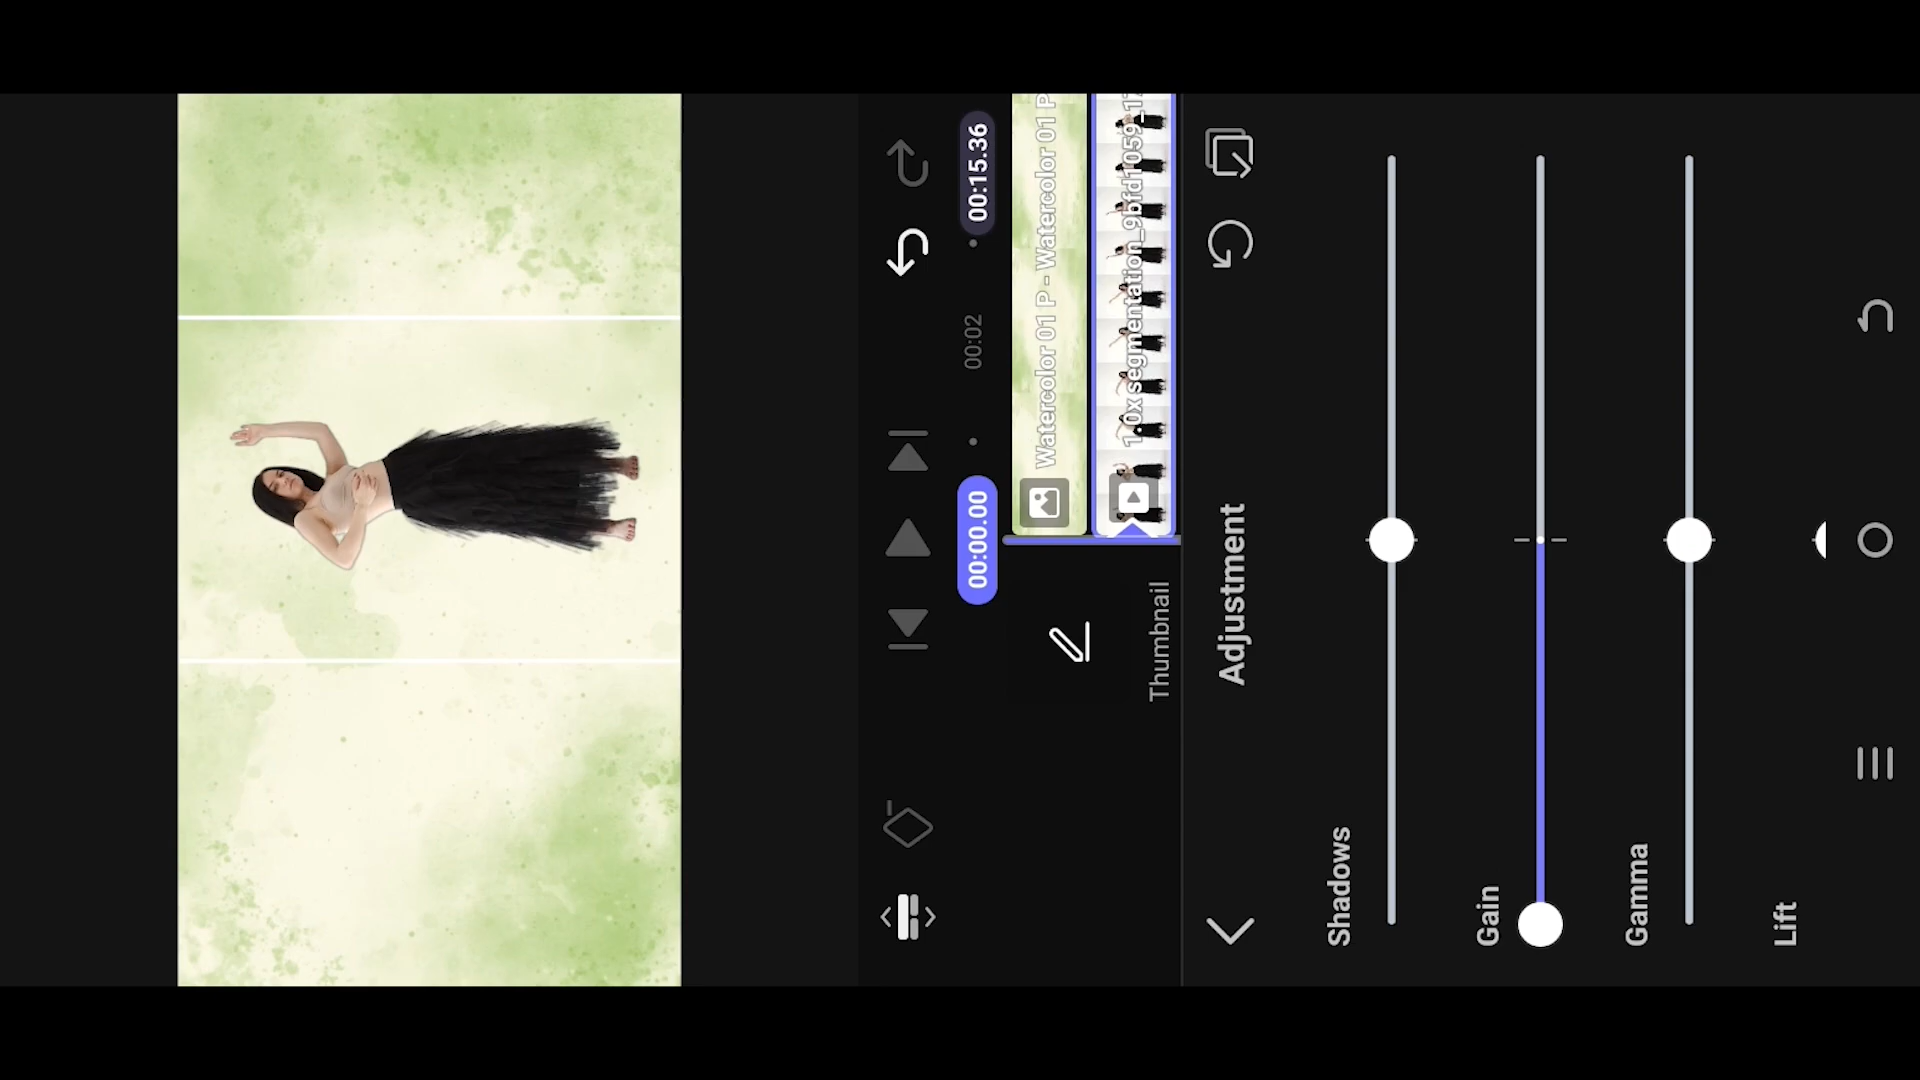 00:00.00
00:02
00:15.36
Watercolor 01 P - Watercolor 01 P
1.0x segmentation_9bfd1059_17
Thumbnail
Adjustment
Shadows
Gain
Gamma
Lift